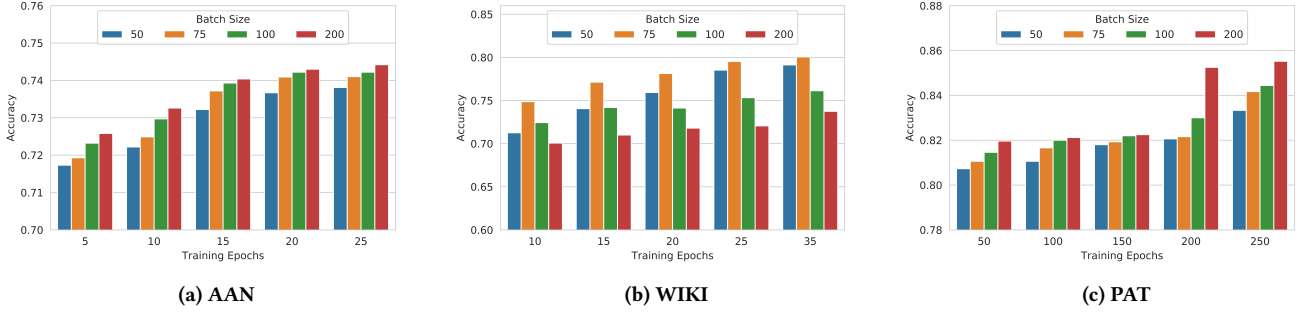 0.76
0.75
0.74
0.73
0.72
0.71
0.70
Accuracy
Batch Size
50 75 100 200
5 10 15 20 25
Training Epochs
(a) AAN
0.85
0.80
0.75
0.70
0.65
0.60
Accuracy
Batch Size
50 75 100 200
10 15 20 25 35
Training Epochs
(b) WIKI
0.88
0.86
0.84
0.82
0.80
0.78
Accuracy
Batch Size
50 75 100 200
50 100 150 200 250
Training Epochs
(c) PAT